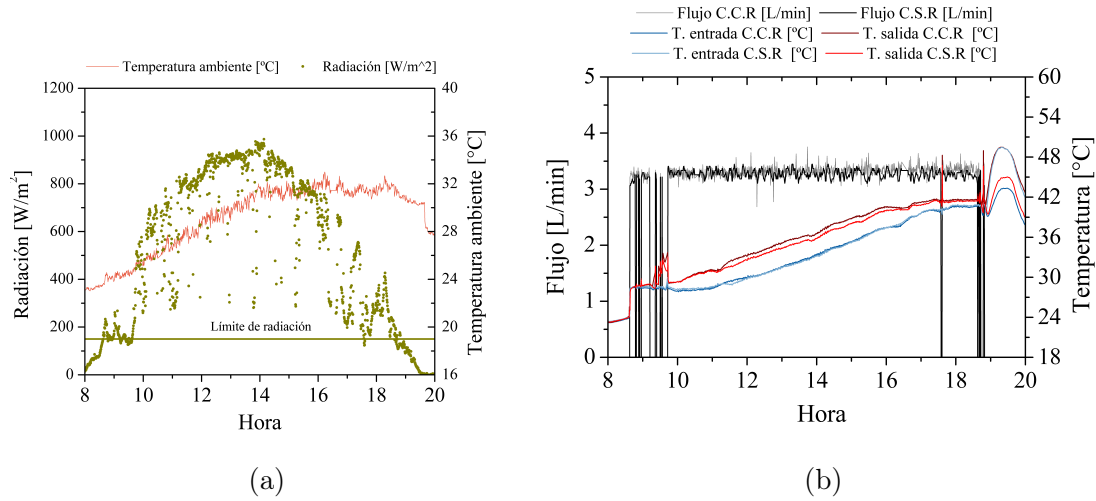 Temperatura ambiente [ºC] Radiación [W/m^2]
1200
1000
800
600
400
200
0
Radiación [W/m²]
40
36
32
28
24
20
16
Temperatura ambiente [°C]
Límite de radiación
8 10 12 14 16 18 20
Hora
(a)
Flujo C.C.R [L/min] Flujo C.S.R [L/min]
T. entrada C.C.R [ºC] T. salida C.C.R [ºC]
T. entrada C.S.R [ºC] T. salida C.S.R [ºC]
5
4
3
2
1
0
Flujo [L/min]
60
54
48
42
36
30
24
18
Temperatura [°C]
8 10 12 14 16 18 20
Hora
(b)